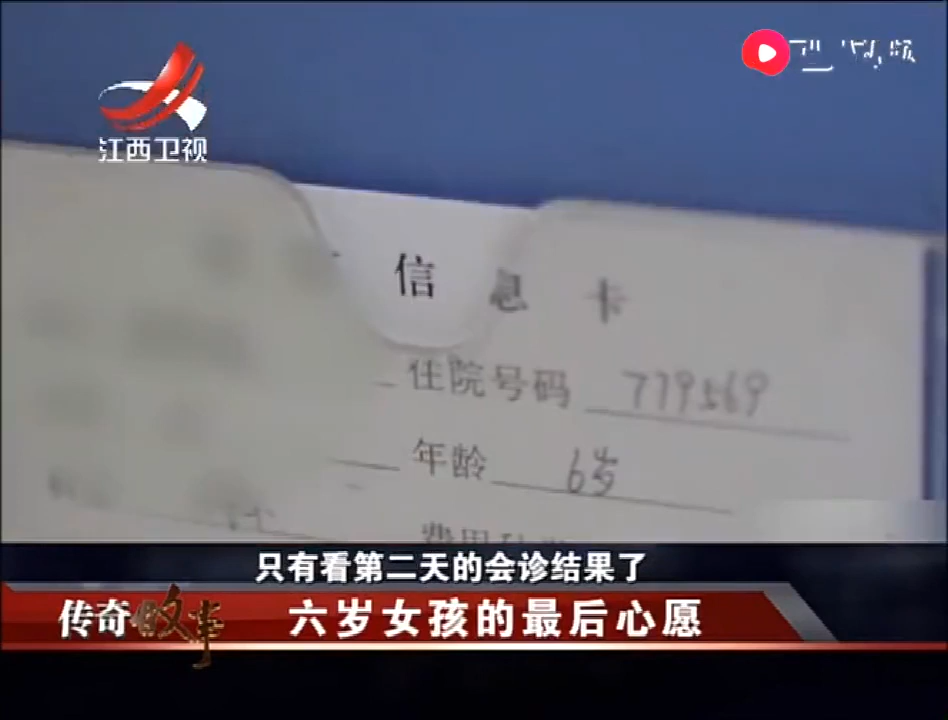 江西卫视
信息卡
住院号码 779569
年龄 6岁
只有看第二天的会诊结果了
传奇故事
六岁女孩的最后心愿